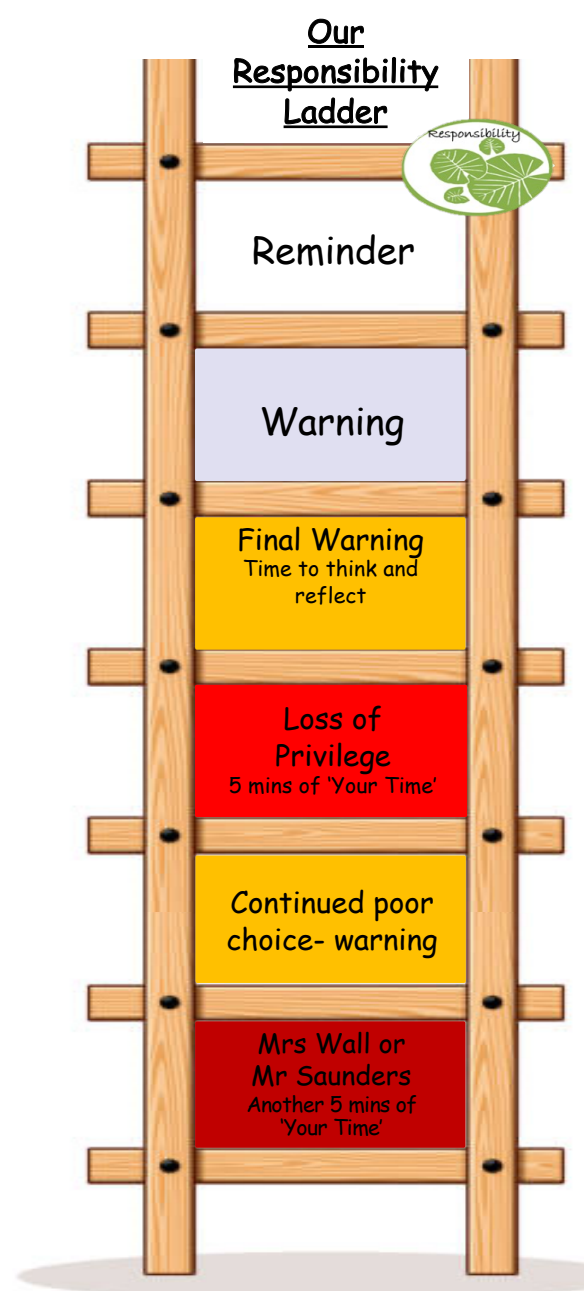 Our
Responsibility
Ladder
Responsibility
Reminder
Warning
Final Warning
Time to think and
reflect
Loss of
Privilege
5 mins of ‘Your Time’
Continued poor
choice- warning
Mrs Wall or
Mr Saunders
Another 5 mins of
‘Your Time’